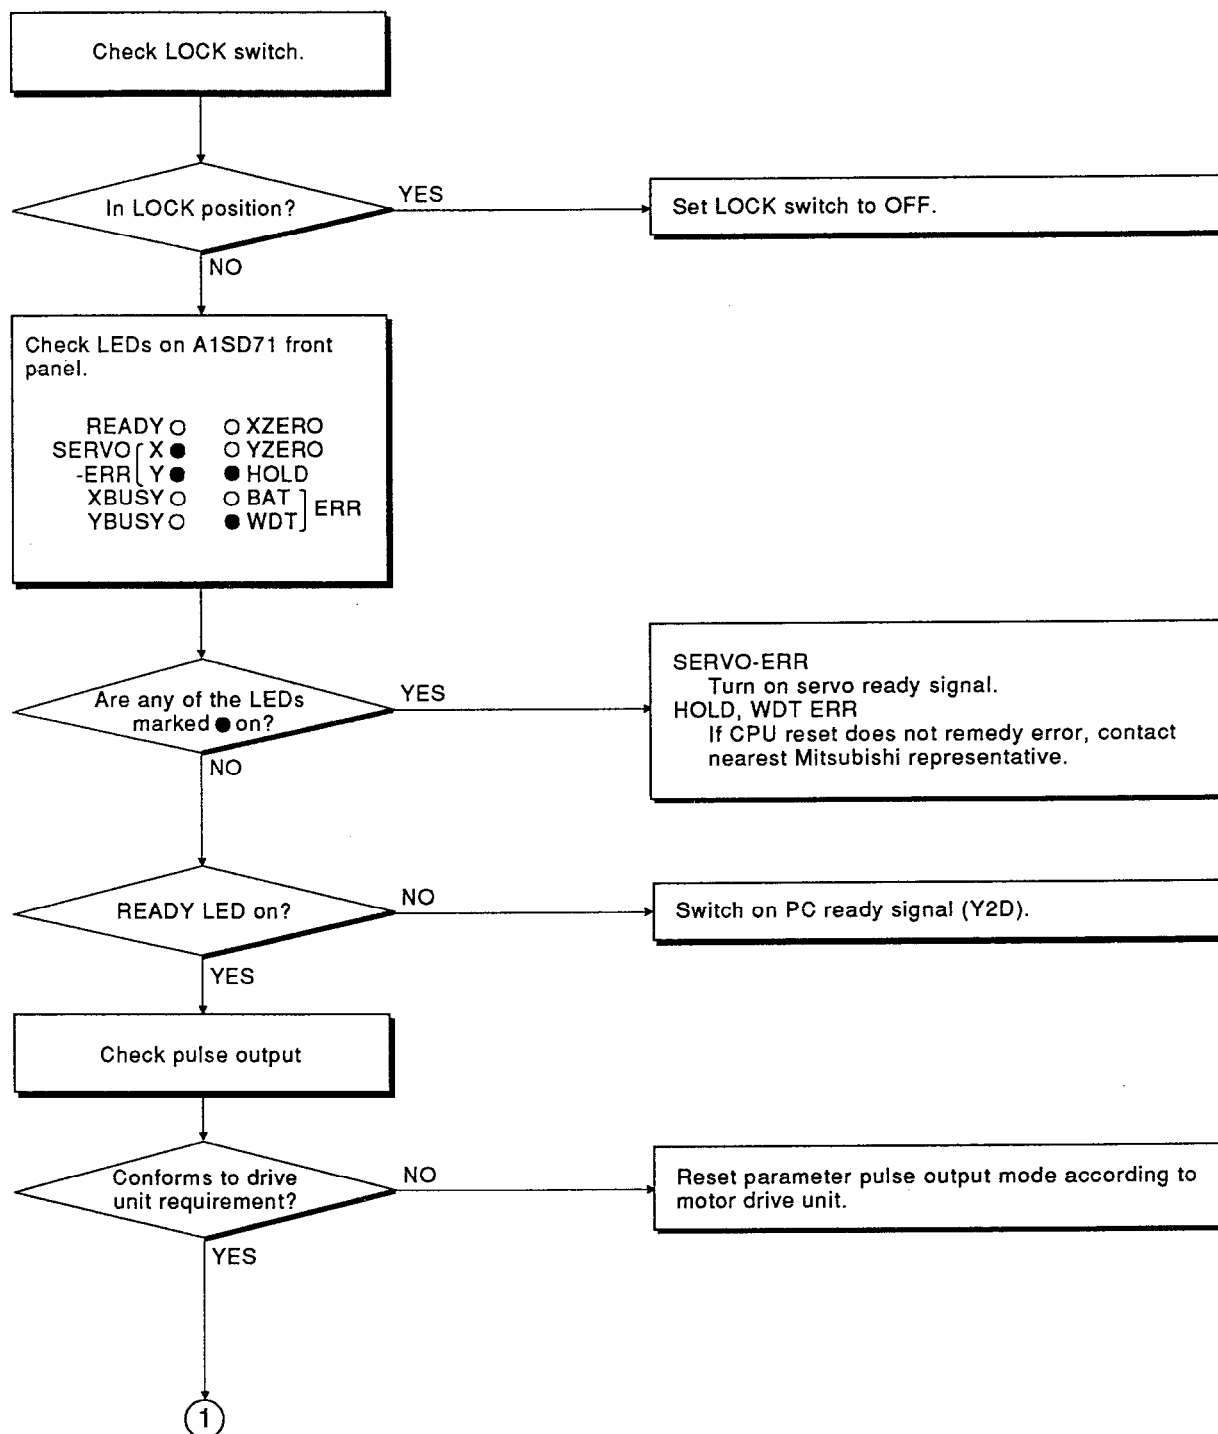 Check LOCK switch.
In LOCK position?
YES
Set LOCK switch to OFF.
NO
Check LEDs on A1SD71 front
panel.
READY ○ ○ XZERO
SERVO X ● ○ YZERO
-ERR Y ● ● HOLD
XBUSY ○ ○ BAT
ERR
YBUSY ○ ● WDT
Are any of the LEDs
marked ● on?
YES
SERVO-ERR
Turn on servo ready signal.
HOLD, WDT ERR
If CPU reset does not remedy error, contact
nearest Mitsubishi representative.
NO
READY LED on?
NO
Switch on PC ready signal (Y2D).
YES
Check pulse output
Conforms to drive
unit requirement?
NO
Reset parameter pulse output mode according to
motor drive unit.
YES
1